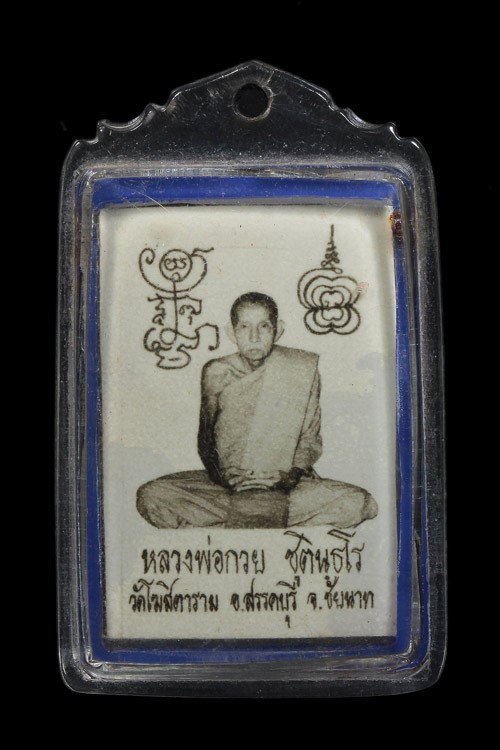 หลวงพ่อกวย ชุตินฺธโร
วัดโฆสิตาราม อ.สรรคบุรี จ.ชัยนาท